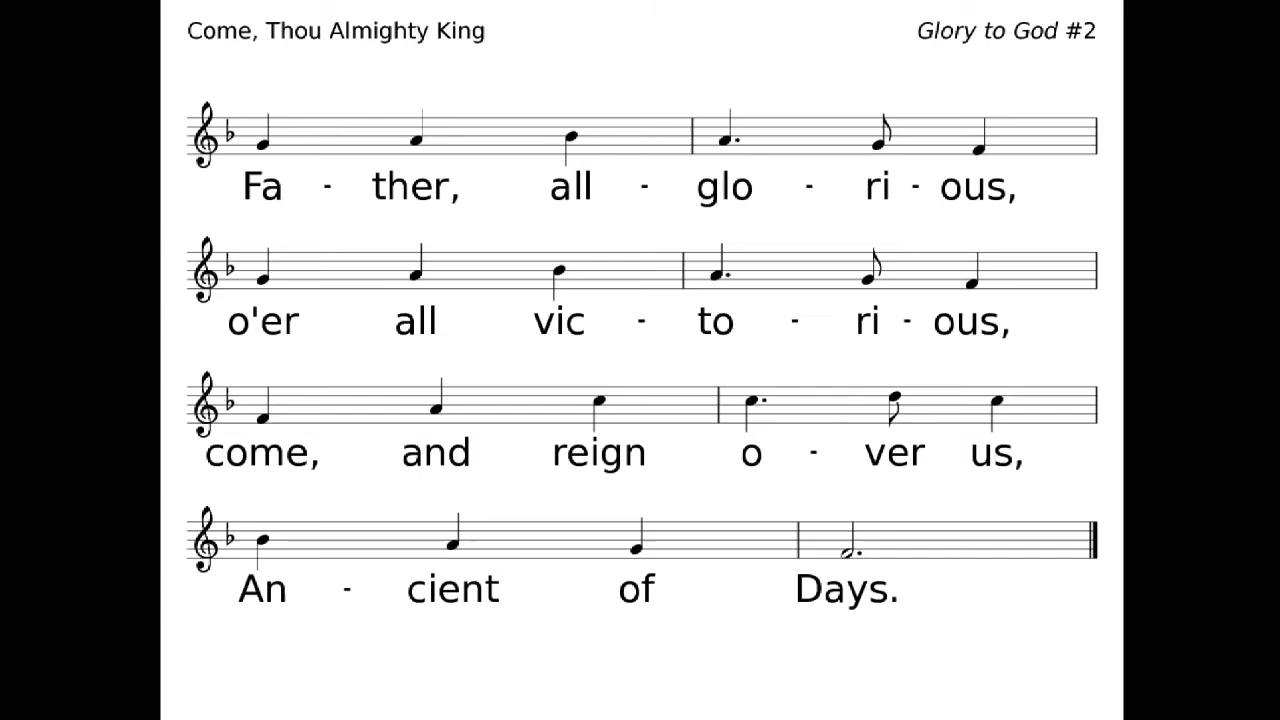 Come, Thou Almighty King Glory to God #2
Fa - ther, all - glo - ri - ous,
o'er all vic - to - ri - ous,
come, and reign o - ver us,
An - cient of Days.